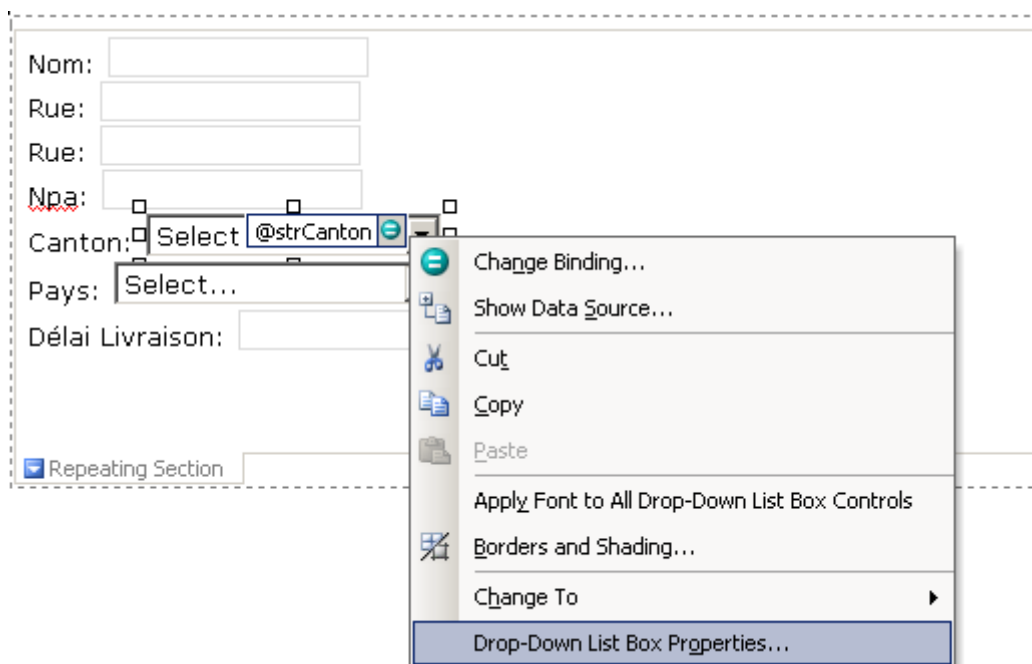 Nom:
Rue:
Rue:
Npa:
Canton: Select @strCanton
Pays: Select...
Délai Livraison:
Repeating Section
Change Binding...
Show Data Source...
Cut
Copy
Paste
Apply Font to All Drop-Down List Box Controls
Borders and Shading...
Change To
Drop-Down List Box Properties...